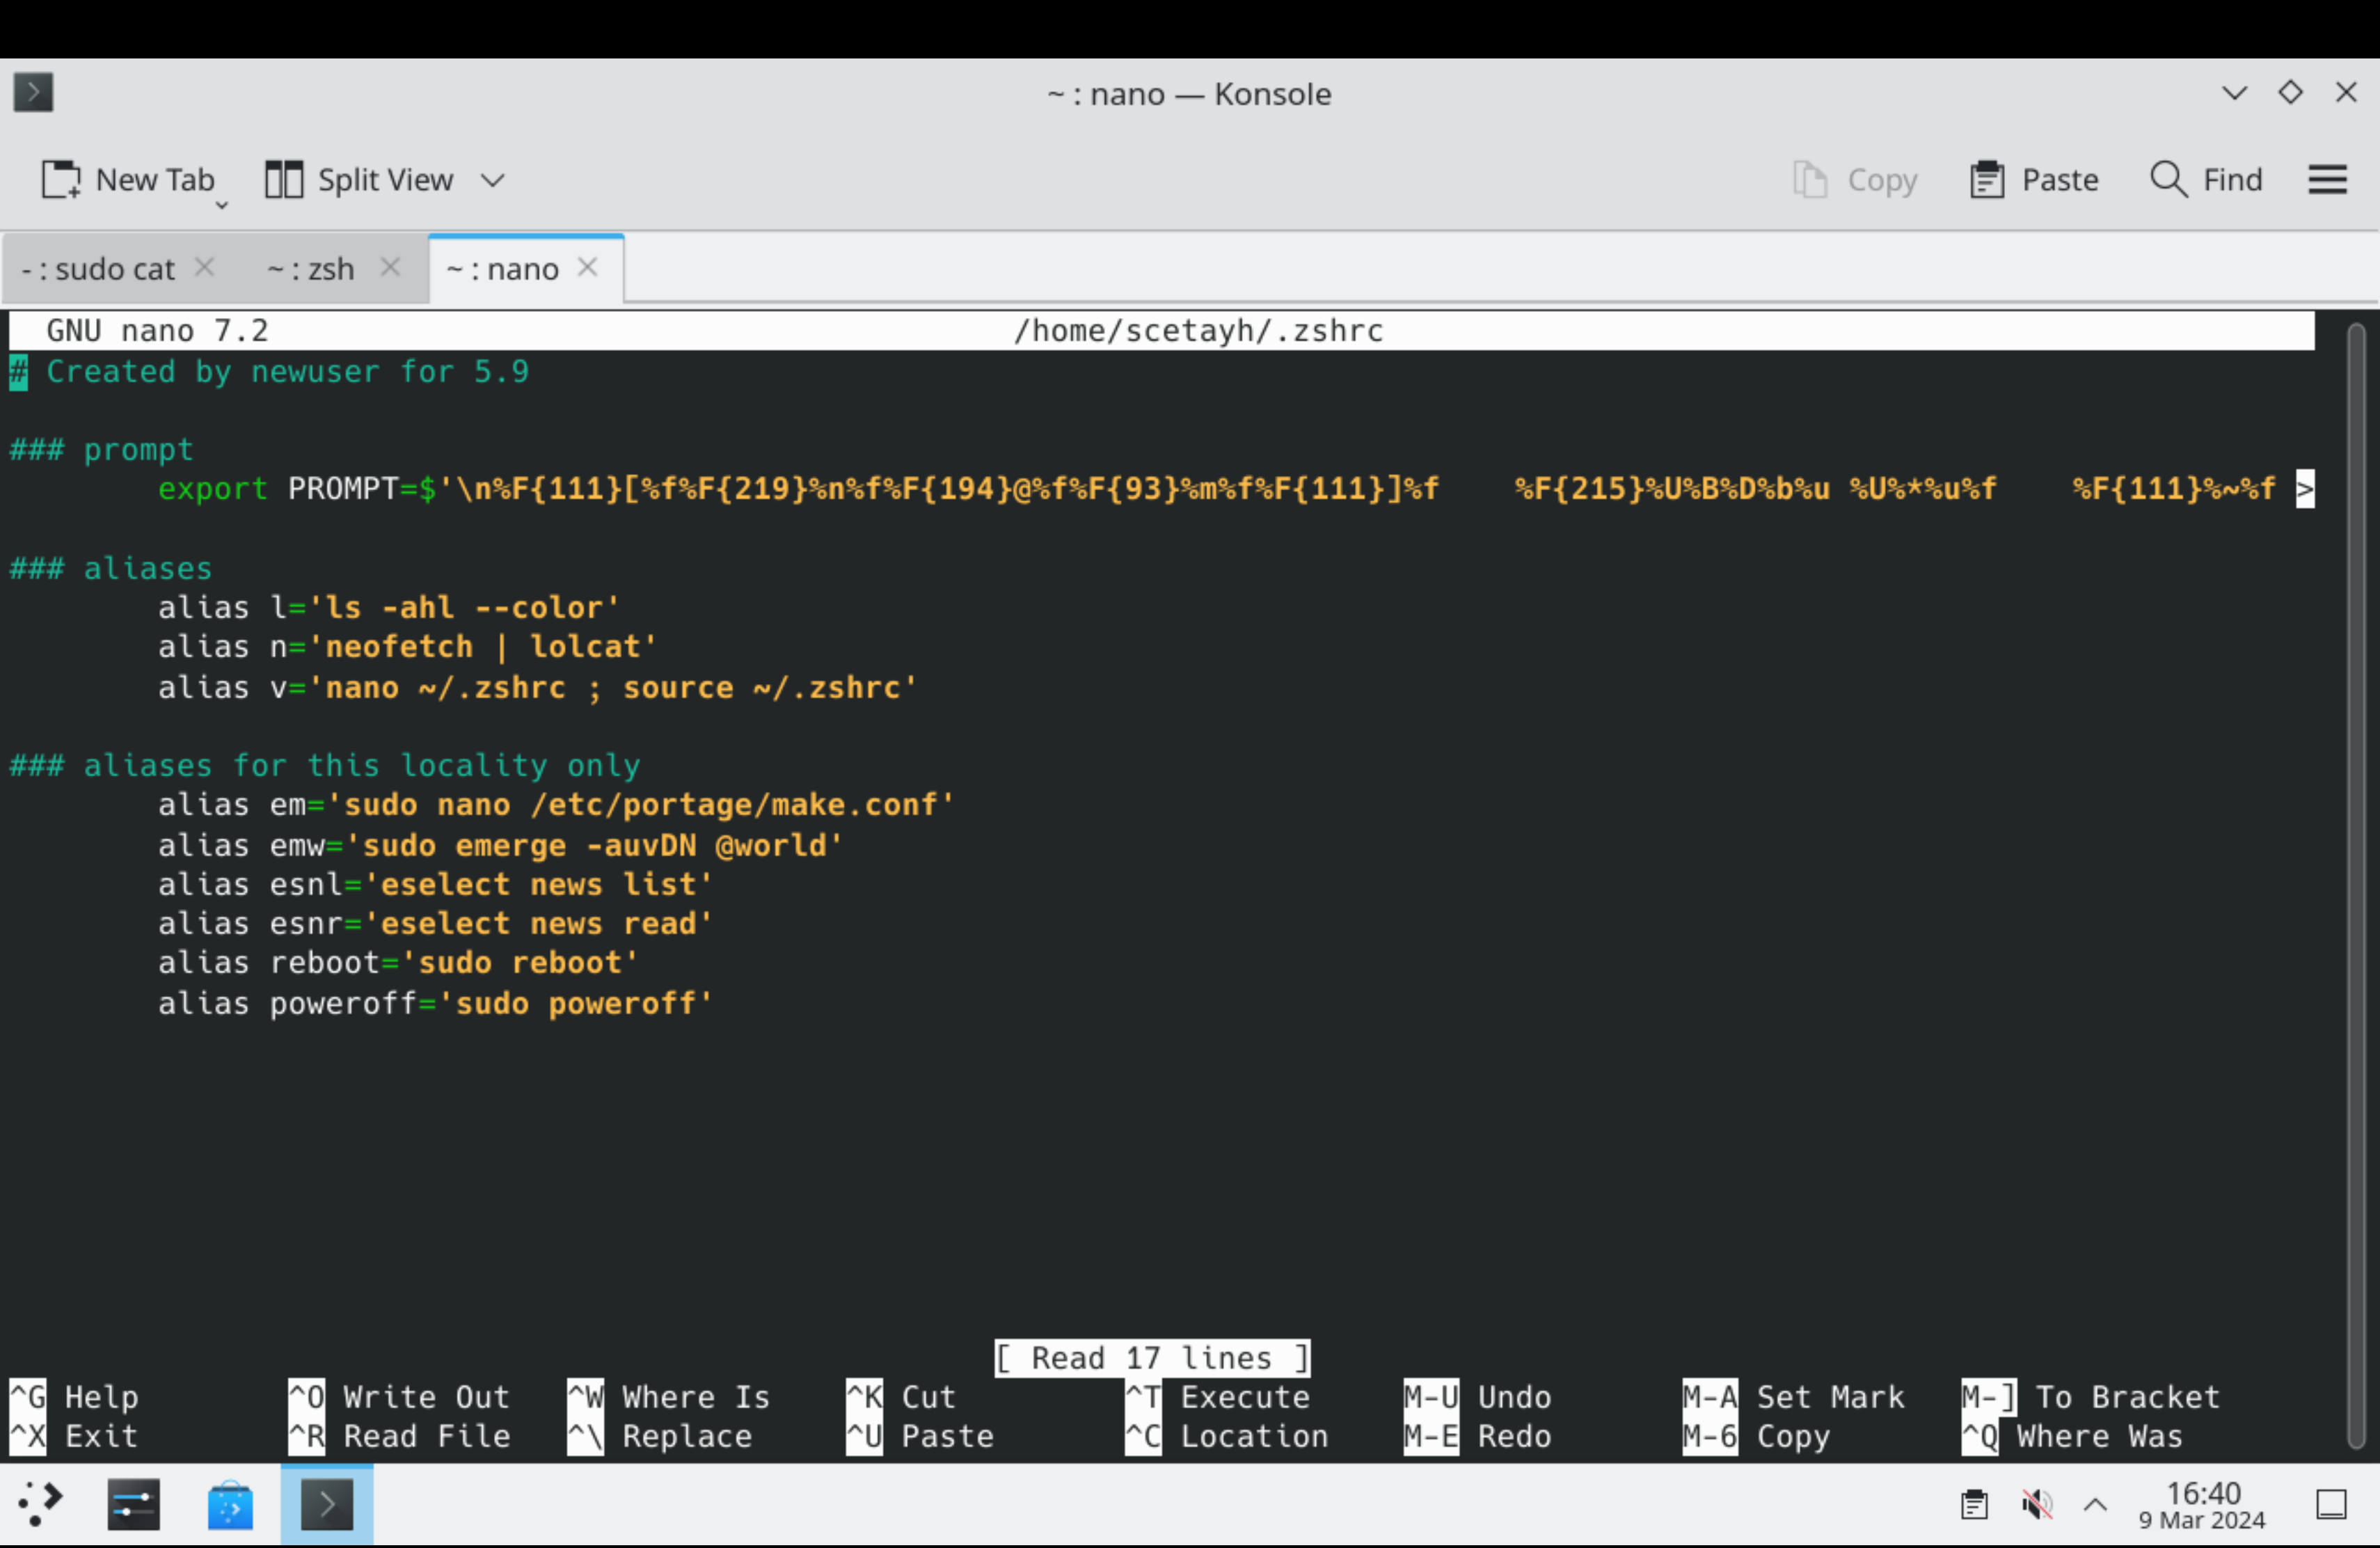 ~ : nano — Konsole
New Tab Split View Copy Paste Find
- : sudo cat ~ : zsh ~ : nano
GNU nano 7.2 /home/scetayh/.zshrc
# Created by newuser for 5.9
### prompt
export PROMPT=$'\n%F{111}[%f%F{219}%n%f%F{194}@%f%F{93}%m%f%F{111}]%f    %F{215}%U%B%D%b%u %U%*%u%f    %F{111}%~%f >
### aliases
alias l='ls -ahl --color'
alias n='neofetch | lolcat'
alias v='nano ~/.zshrc ; source ~/.zshrc'
### aliases for this locality only
alias em='sudo nano /etc/portage/make.conf'
alias emw='sudo emerge -auvDN @world'
alias esnl='eselect news list'
alias esnr='eselect news read'
alias reboot='sudo reboot'
alias poweroff='sudo poweroff'
[ Read 17 lines ]
^G Help ^O Write Out ^W Where Is ^K Cut ^T Execute M-U Undo M-A Set Mark M-] To Bracket
^X Exit ^R Read File ^\ Replace ^U Paste ^C Location M-E Redo M-6 Copy ^Q Where Was
16:40
9 Mar 2024